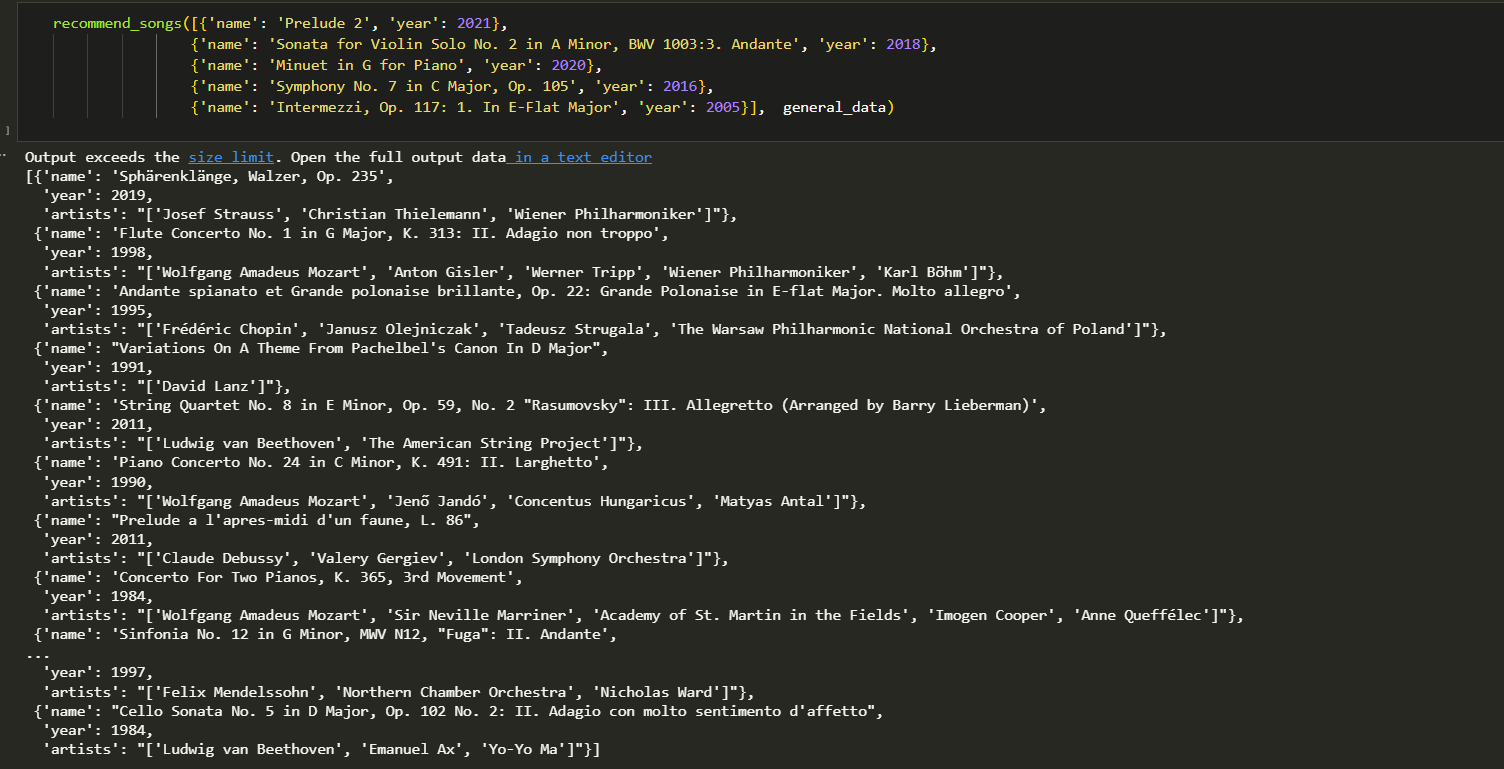 recommend_songs([{'name': 'Prelude 2', 'year': 2021},
{'name': 'Sonata for Violin Solo No. 2 in A Minor, BWV 1003:3. Andante', 'year': 2018},
{'name': 'Minuet in G for Piano', 'year': 2020},
{'name': 'Symphony No. 7 in C Major, Op. 105', 'year': 2016},
{'name': 'Intermezzi, Op. 117: 1. In E-Flat Major', 'year': 2005}],  general_data)
]
Output exceeds the size limit. Open the full output data in a text editor
[{'name': 'Sphärenklänge, Walzer, Op. 235',
'year': 2019,
'artists': "['Josef Strauss', 'Christian Thielemann', 'Wiener Philharmoniker']"},
{'name': 'Flute Concerto No. 1 in G Major, K. 313: II. Adagio non troppo',
'year': 1998,
'artists': "['Wolfgang Amadeus Mozart', 'Anton Gisler', 'Werner Tripp', 'Wiener Philharmoniker', 'Karl Böhm']"},
{'name': 'Andante spianato et Grande polonaise brillante, Op. 22: Grande Polonaise in E-flat Major. Molto allegro',
'year': 1995,
'artists': "['Frédéric Chopin', 'Janusz Olejniczak', 'Tadeusz Strugala', 'The Warsaw Philharmonic National Orchestra of Poland']"},
{'name': "Variations On A Theme From Pachelbel's Canon In D Major",
'year': 1991,
'artists': "['David Lanz']"},
{'name': 'String Quartet No. 8 in E Minor, Op. 59, No. 2 "Rasumovsky": III. Allegretto (Arranged by Barry Lieberman)',
'year': 2011,
'artists': "['Ludwig van Beethoven', 'The American String Project']"},
{'name': 'Piano Concerto No. 24 in C Minor, K. 491: II. Larghetto',
'year': 1990,
'artists': "['Wolfgang Amadeus Mozart', 'Jenő Jandó', 'Concentus Hungaricus', 'Matyas Antal']"},
{'name': "Prelude a l'apres-midi d'un faune, L. 86",
'year': 2011,
'artists': "['Claude Debussy', 'Valery Gergiev', 'London Symphony Orchestra']"},
{'name': 'Concerto For Two Pianos, K. 365, 3rd Movement',
'year': 1984,
'artists': "['Wolfgang Amadeus Mozart', 'Sir Neville Marriner', 'Academy of St. Martin in the Fields', 'Imogen Cooper', 'Anne Queffélec']"},
{'name': 'Sinfonia No. 12 in G Minor, MWV N12, "Fuga": II. Andante',
...
'year': 1997,
'artists': "['Felix Mendelssohn', 'Northern Chamber Orchestra', 'Nicholas Ward']"},
{'name': "Cello Sonata No. 5 in D Major, Op. 102 No. 2: II. Adagio con molto sentimento d'affetto",
'year': 1984,
'artists': "['Ludwig van Beethoven', 'Emanuel Ax', 'Yo-Yo Ma']"}]